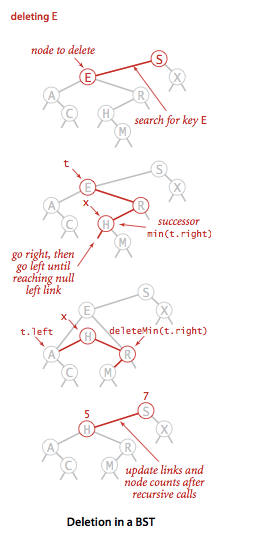 deleting E
node to delete
S
E
X
A
R
C
H
M
search for key E
t
S
E
X
A
x
R
C
H
successor
min(t.right)
M
go right, then
go left until
reaching null
left link
S
x
E
X
t.left
H
deleteMin(t.right)
A
R
C
M
7
5
S
H
X
A
R
C
M
update links and
node counts after
recursive calls
Deletion in a BST